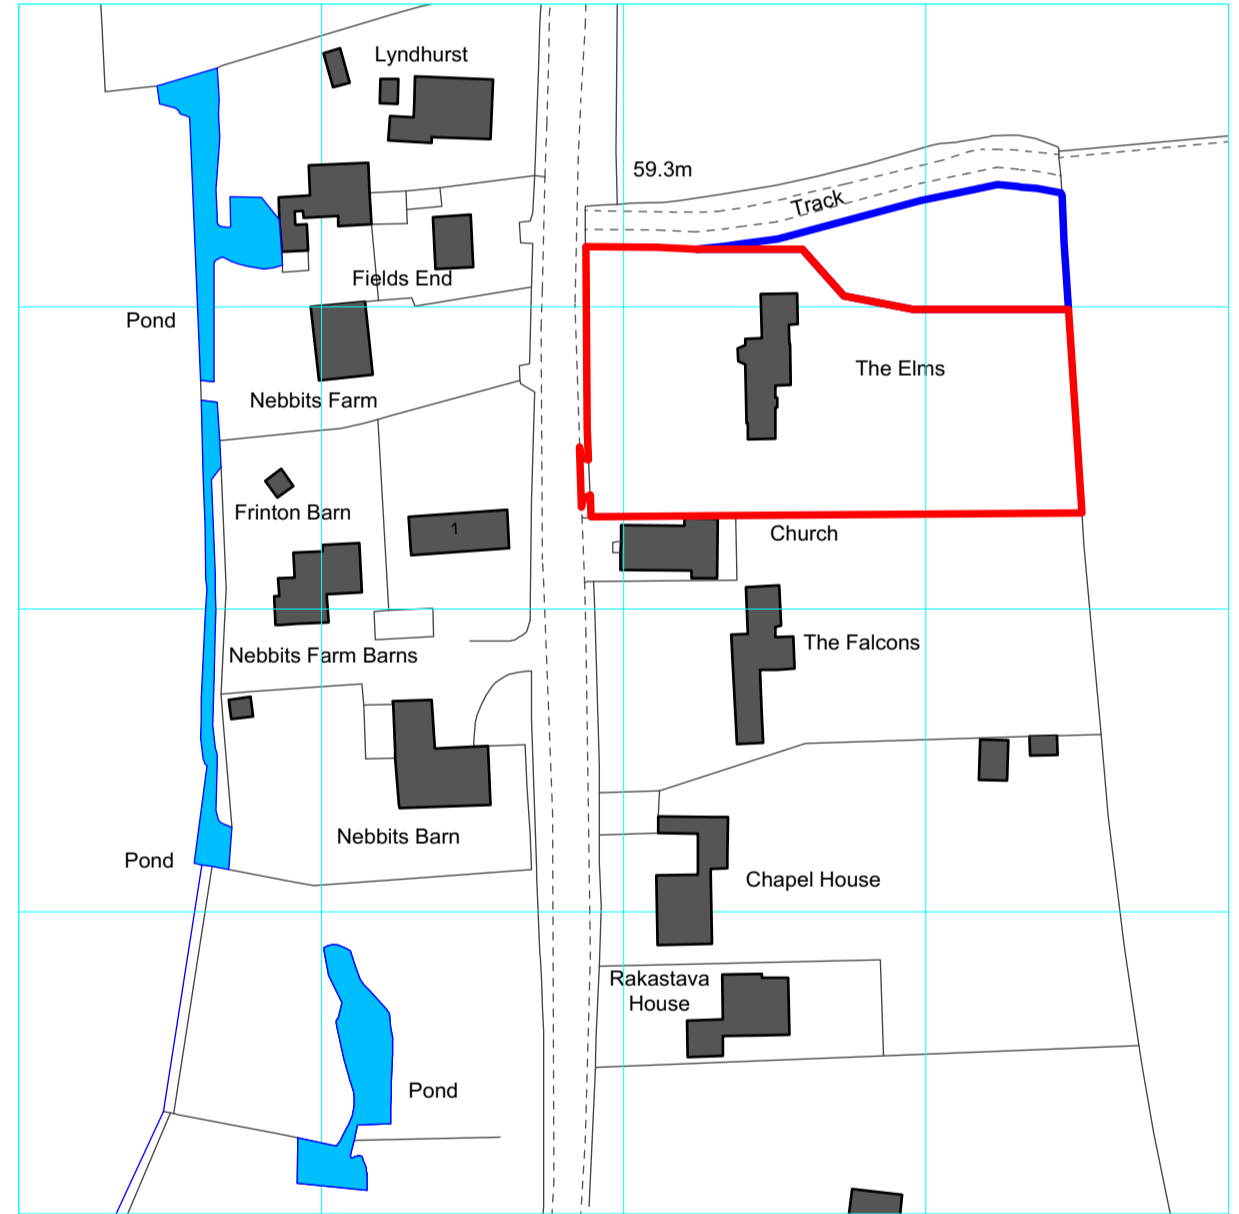 Lyndhurst
59.3m
Track
Fields End
Pond
The Elms
Nebbits Farm
Frinton Barn
1
Church
The Falcons
Nebbits Farm Barns
Nebbits Barn
Pond
Chapel House
Rakastava
House
Pond